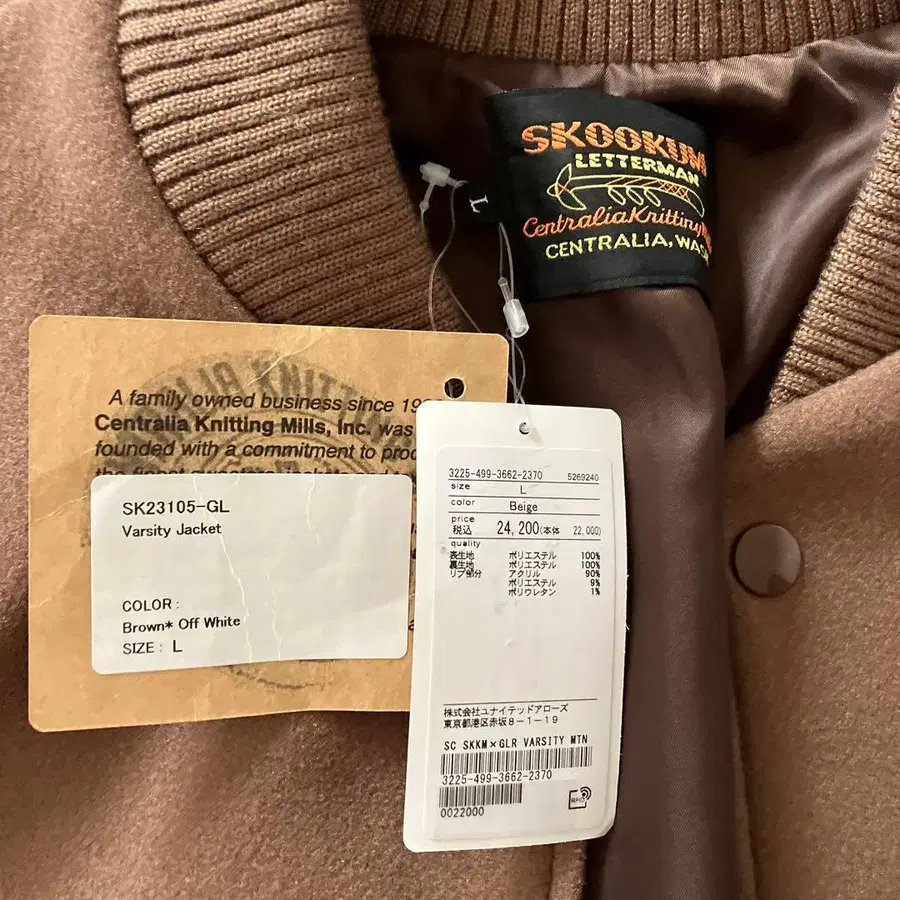 SKOOKUM
LETTERMAN
Centralia Knitting
CENTRALIA, WAS
L
A family owned business since 19
Centralia Knitting Mills, Inc. was
founded with a commitment to
SK23105-GL
Varsity Jacket
COLOR :
Brown* Off White
SIZE : L
3225-499-3662-2370 5269240
size L
color Beige
price
税込 24,200(本体 22,000)
quality
表生地 ポリエステル 100%
裏生地 ポリエステル 100%
リブ部分 アクリル 90%
ポリエステル 9%
ポリウレタン 1%
株式会社ユナイテッドアローズ
東京都港区赤坂8-1-19
SC SKKM×GLR VARSITY MTN
3225-499-3662-2370
0022000